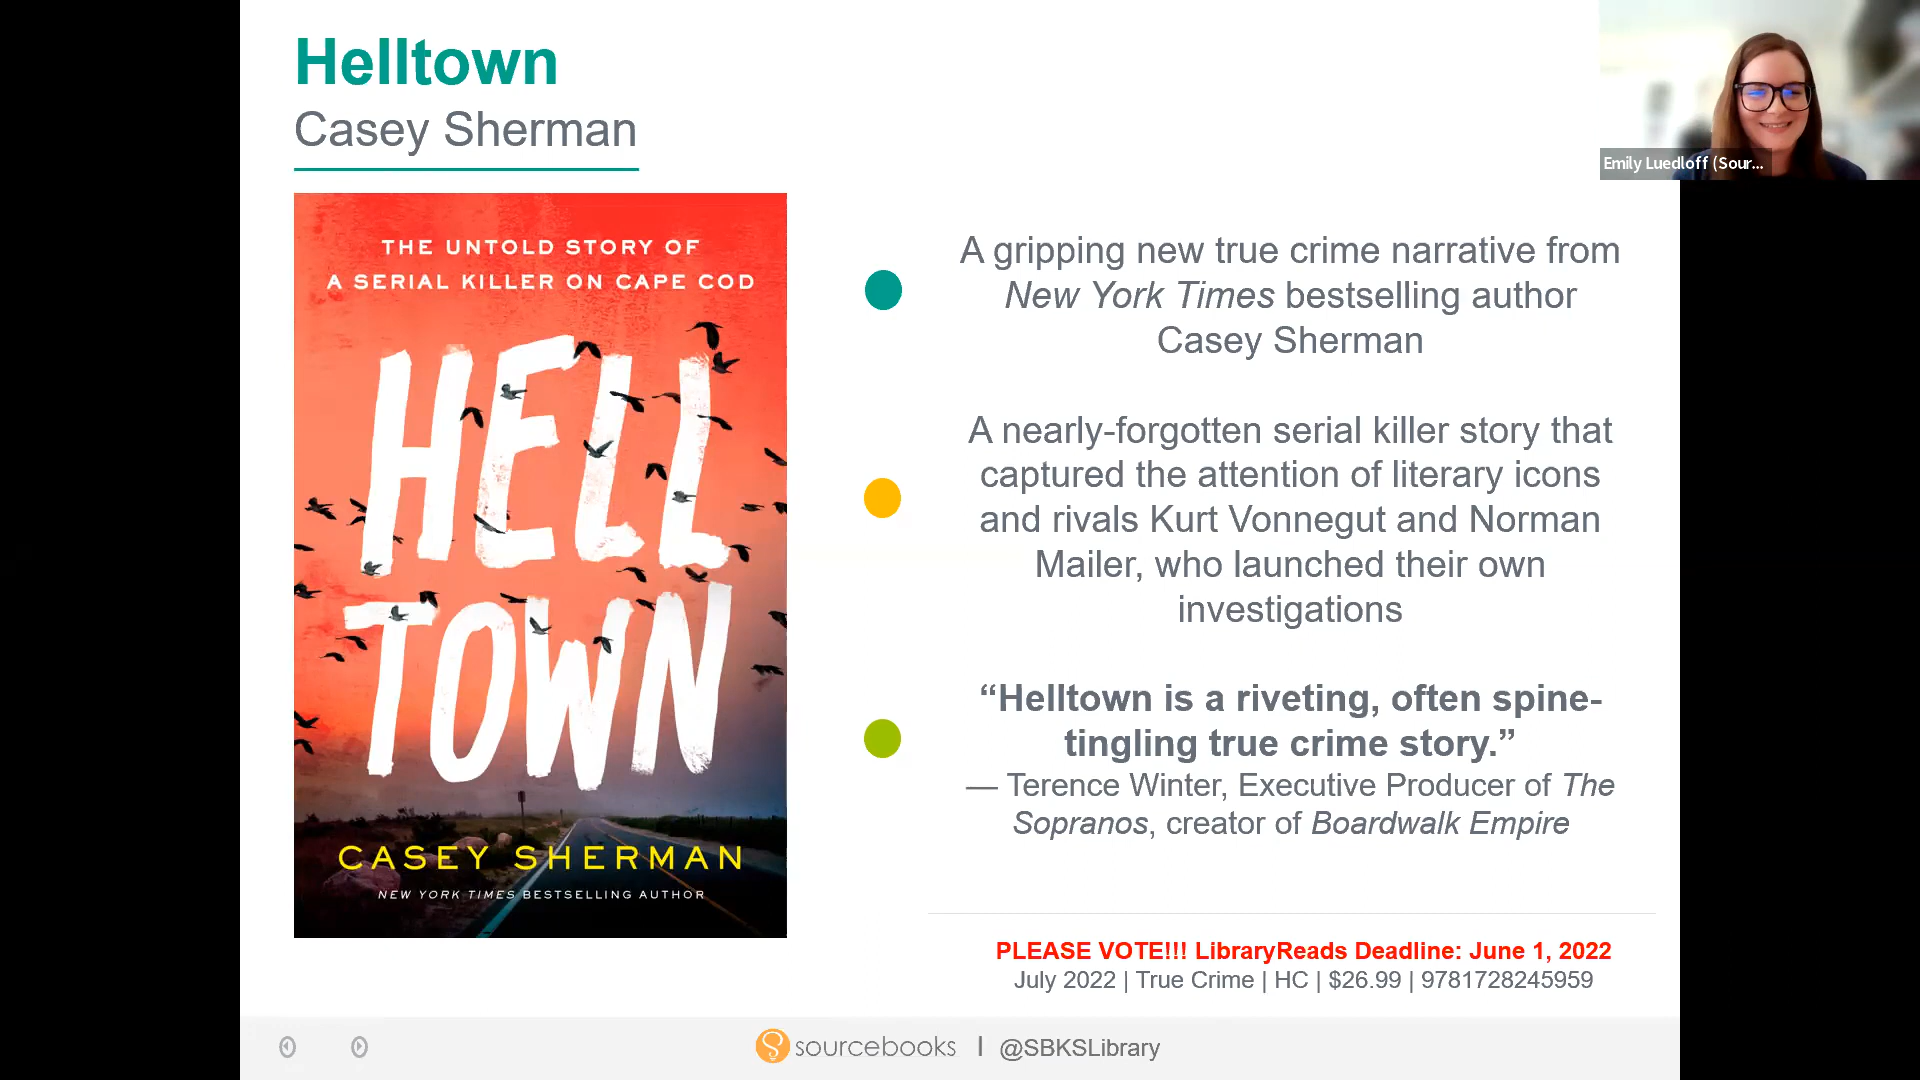 Helltown
Casey Sherman
Emily Luedloff (Sour...
THE UNTOLD STORY OF
A SERIAL KILLER ON CAPE COD
HELL
TOWN
CASEY SHERMAN
NEW YORK TIMES BESTSELLING AUTHOR
A gripping new true crime narrative from
New York Times bestselling author
Casey Sherman
A nearly-forgotten serial killer story that
captured the attention of literary icons
and rivals Kurt Vonnegut and Norman
Mailer, who launched their own
investigations
“Helltown is a riveting, often spine-
tingling true crime story.”
— Terence Winter, Executive Producer of The
Sopranos, creator of Boardwalk Empire
PLEASE VOTE!!! LibraryReads Deadline: June 1, 2022
July 2022 | True Crime | HC | $26.99 | 9781728245959
sourcebooks | @SBKSLibrary